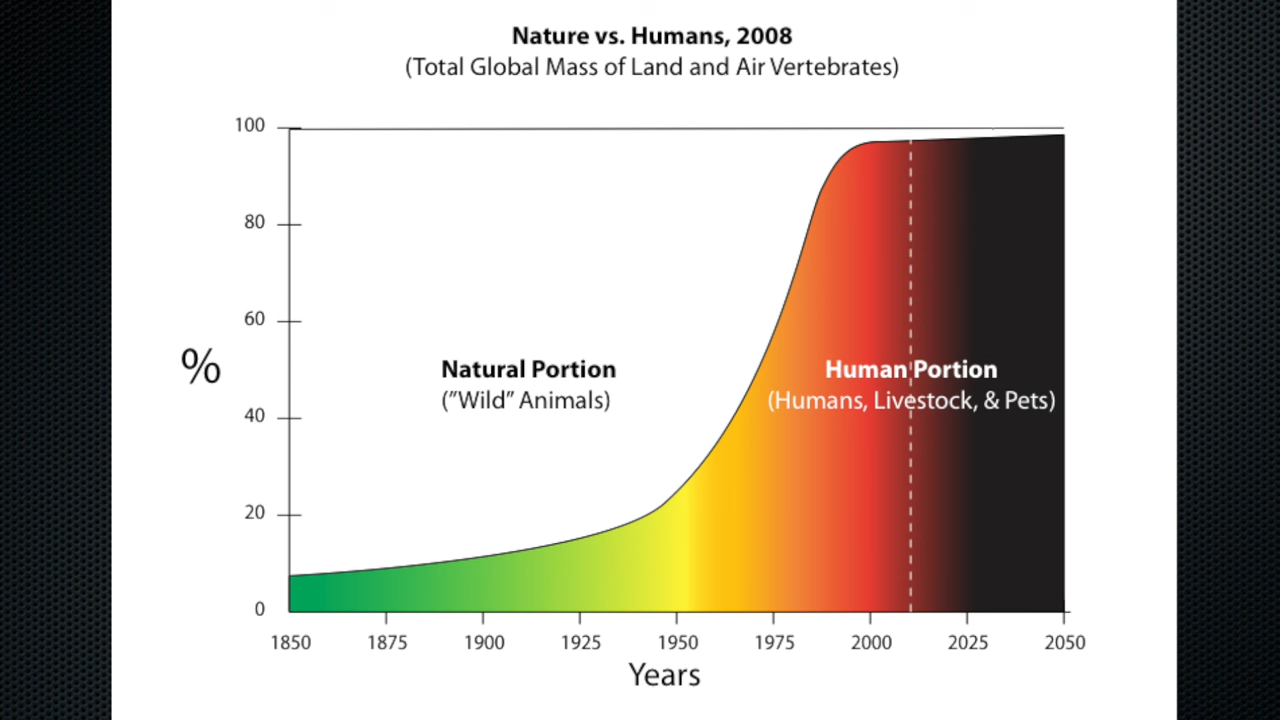 Nature vs. Humans, 2008
(Total Global Mass of Land and Air Vertebrates)
100
80
60
%
40
20
0
Natural Portion
(”Wild” Animals)
Human Portion
(Humans, Livestock, & Pets)
1850 1875 1900 1925 1950 1975 2000 2025 2050
Years